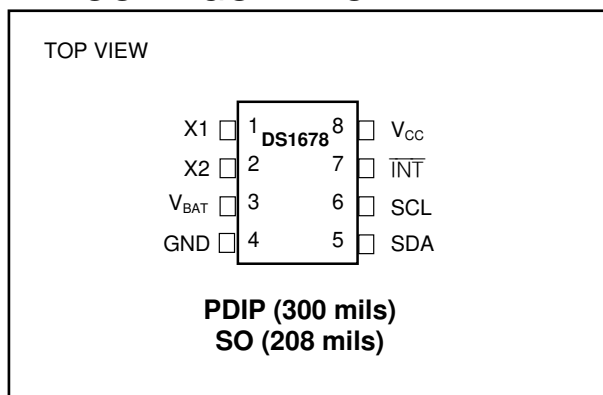 TOP VIEW
X1 1 DS1678 8 VCC
X2 2 7 INT
VBAT 3 6 SCL
GND 4 5 SDA
PDIP (300 mils)
SO (208 mils)